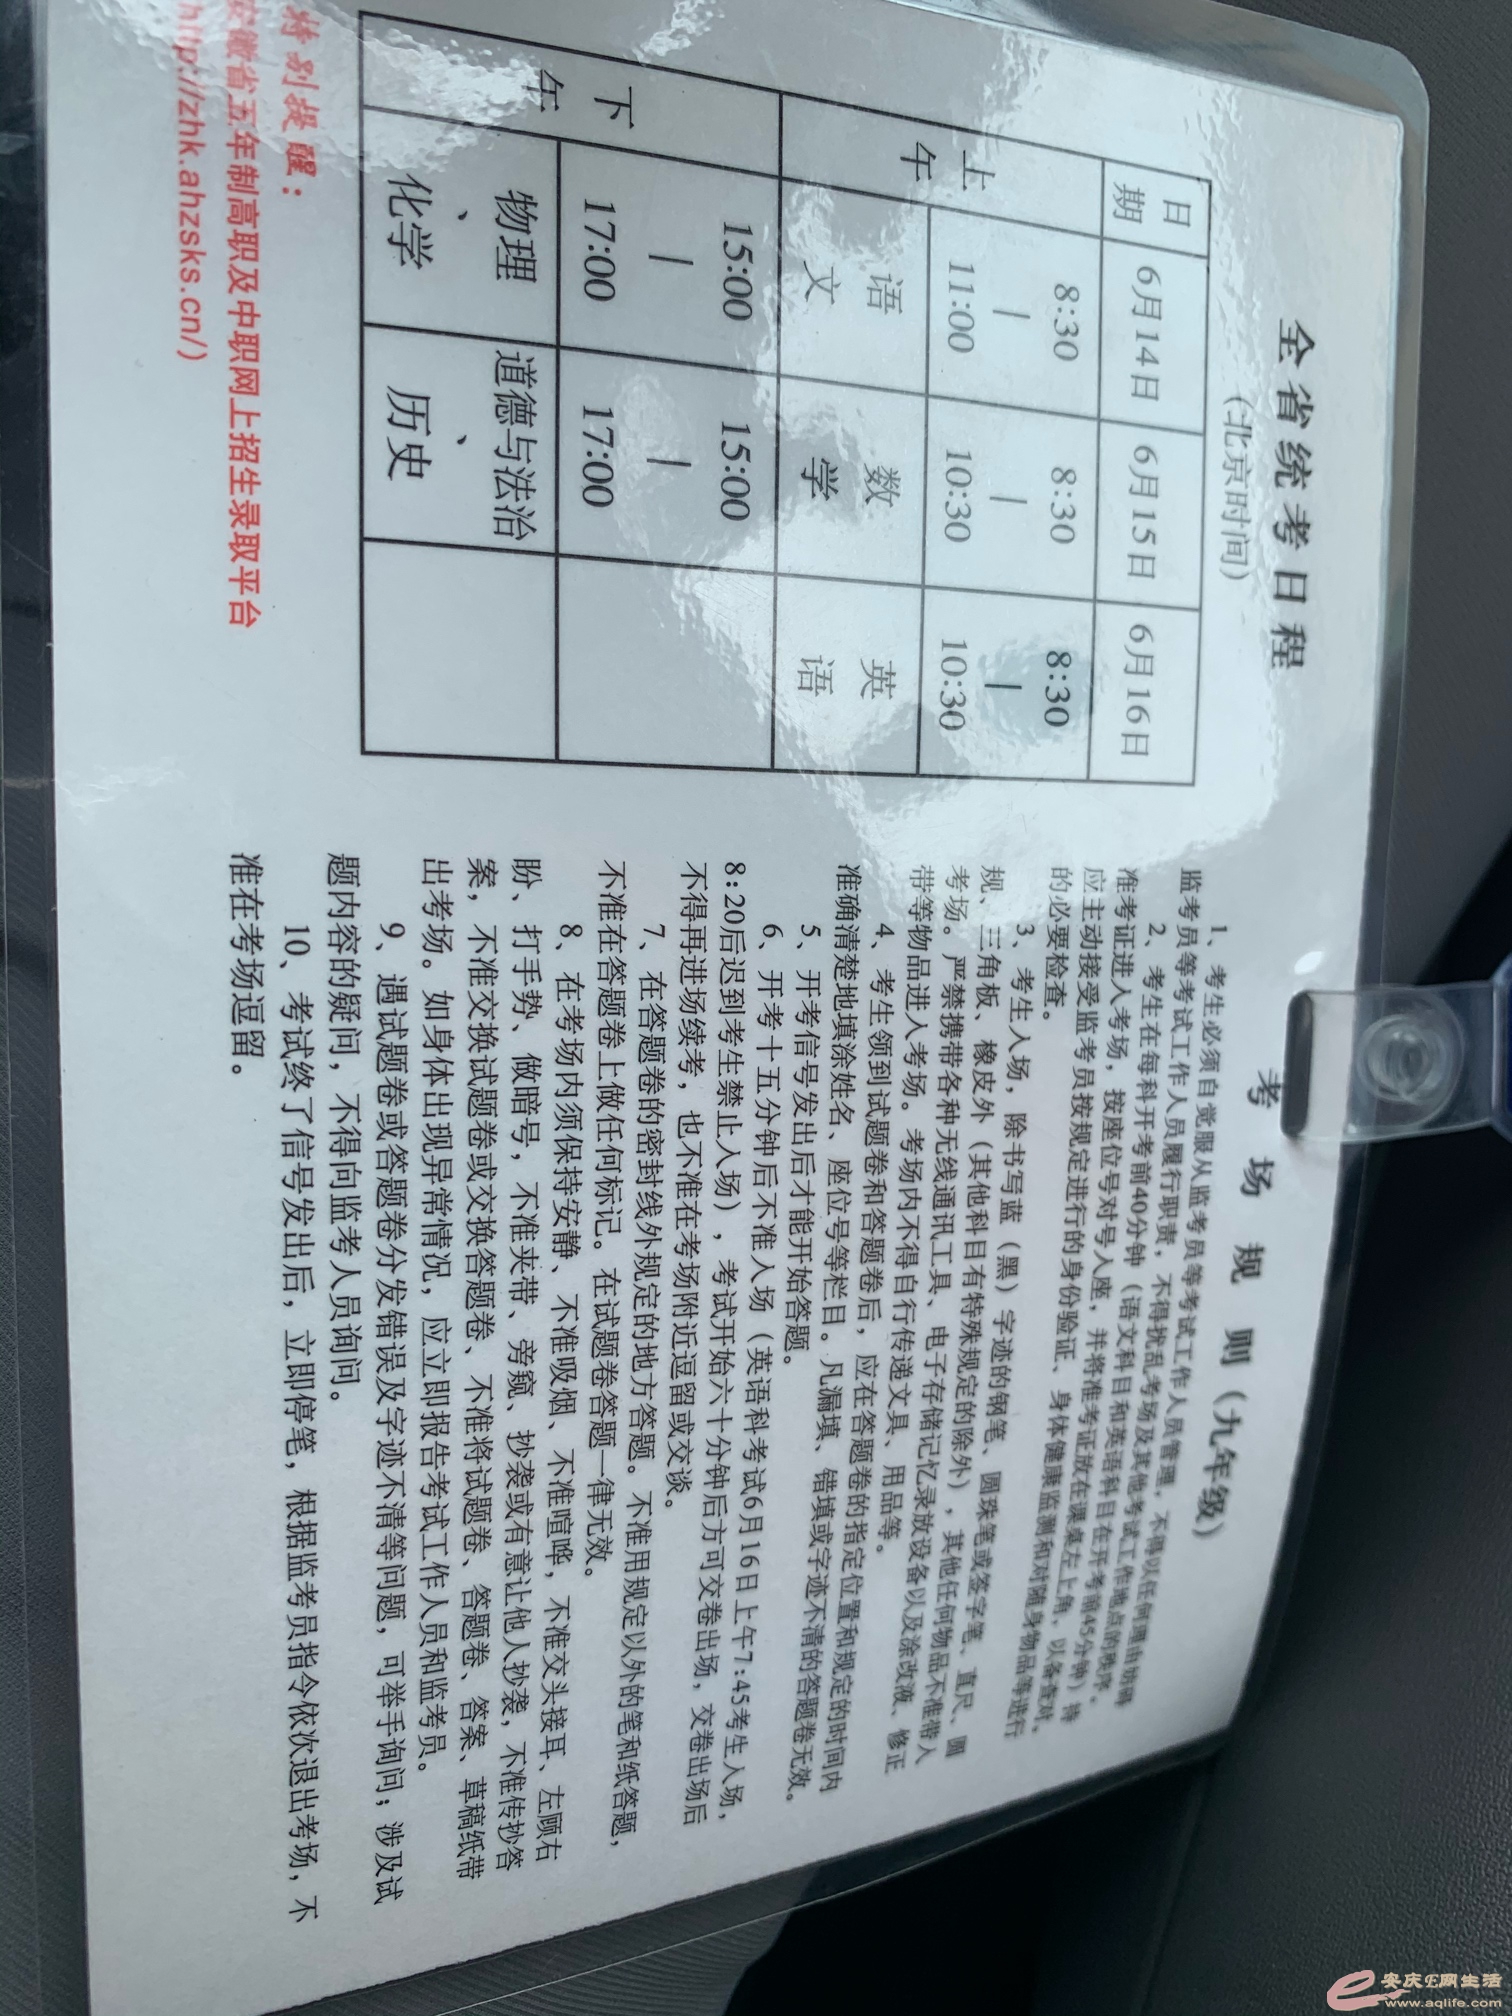 全省统考日程
（北京时间）
日期 6月14日 6月15日 6月16日
上午 8:30—11:00 8:30—10:30 8:30—10:30
语文 数学 英语
下午 15:00—17:00 15:00—17:00
物理、化学 道德与法治、历史
特别提醒：
安徽省五年制高职及中职网上招生录取平台
http://zhk.ahzsks.cn/）
考场规则（九年级）
1、考生必须自觉服从监考员等考试工作人员管理，不得以任何理由妨碍
监考员等考试工作人员履行职责，不得扰乱考场及其他考试工作地点的秩序。
2、考生在每科开考前40分钟（语文科目和英语科目在开考前45分钟）持
准考证进入考场，按座位号对号入座，并将准考证放在课桌左上角，以备查对。
应主动接受监考员按规定进行的身份验证、身体健康监测和对随身物品等进行
的必要检查。
3、考生入场，除书写蓝（黑）字迹的钢笔、圆珠笔或签字笔、直尺、圆
规、三角板、橡皮外（其他科目有特殊规定的除外），其他任何物品不准带入
考场。严禁携带各种无线通讯工具、电子存储记忆录放设备以及涂改液、修正
带等物品进入考场。考场内不得自行传递文具、用品等。
4、考生领到试题卷和答题卷后，应在答题卷的指定位置和规定的时间内
准确清楚地填涂姓名、座位号等栏目。凡漏填、错填或字迹不清的答题卷无效。
5、开考信号发出后才能开始答题。
6、开考十五分钟后不准入场（英语科考试6月16日上午7:45考生入场，
8:20后迟到考生禁止入场），考试开始六十分钟后方可交卷出场，交卷出场后
不得再进场续考，也不准在考场附近逗留或交谈。
7、在答题卷的密封线外规定的地方答题。不准用规定以外的笔和纸答题，
不准在答题卷上做任何标记。在试题卷答题一律无效。
8、在考场内须保持安静、不准吸烟、不准喧哗，不准交头接耳、左顾右
盼、打手势、做暗号，不准夹带、旁窥、抄袭或有意让他人抄袭，不准传抄答
案，不准交换试题卷或交换答题卷、不准将试题卷、答题卷、答案、草稿纸带
出考场。如身体出现异常情况，应立即报告考试工作人员和监考员。
9、遇试题卷或答题卷分发错误及字迹不清等问题，可举手询问；涉及试
题内容的疑问，不得向监考人员询问。
10、考试终了信号发出后，立即停笔，根据监考员指令依次退出考场，不
准在考场逗留。
安庆E网生活
www.aqlife.com